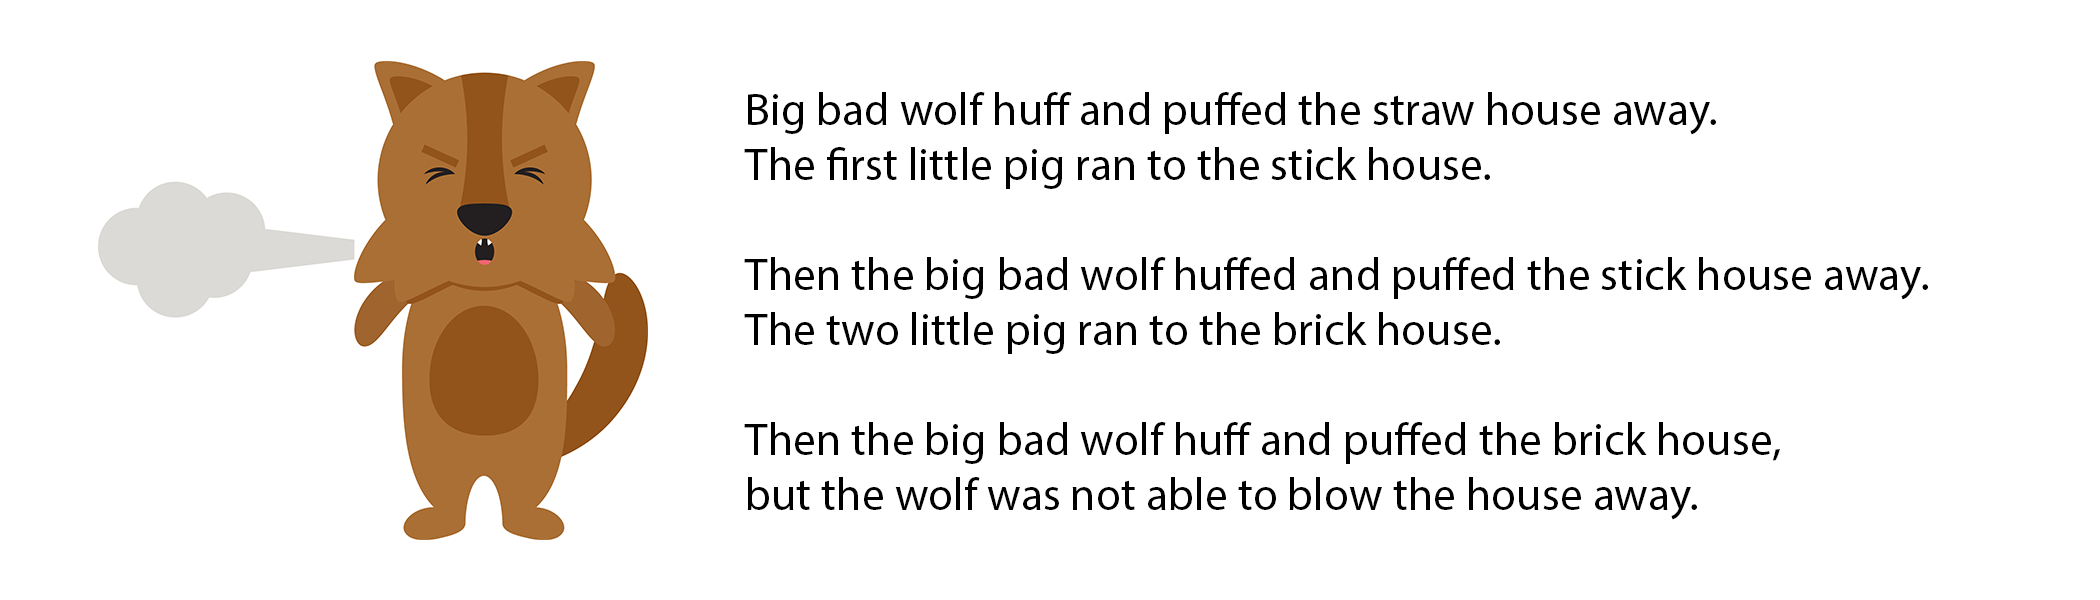 Big bad wolf huff and puffed the straw house away.
The first little pig ran to the stick house.
Then the big bad wolf huffed and puffed the stick house away.
The two little pig ran to the brick house.
Then the big bad wolf huff and puffed the brick house,
but the wolf was not able to blow the house away.